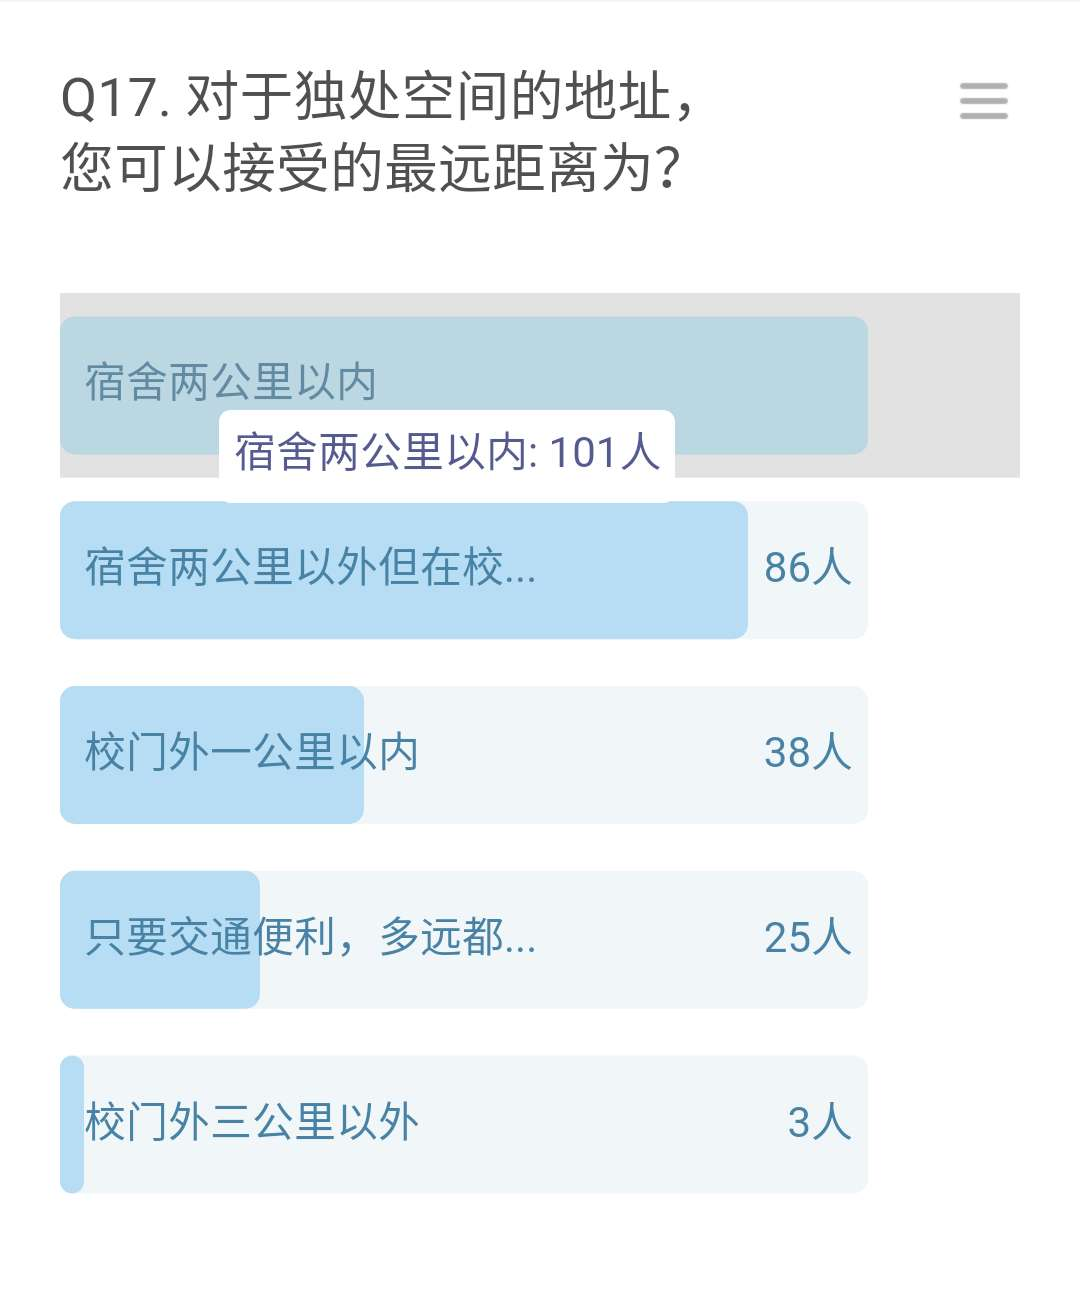 Q17. 对于独处空间的地址，
您可以接受的最远距离为？
宿舍两公里以内
宿舍两公里以内: 101人
宿舍两公里以外但在校... 86人
校门外一公里以内 38人
只要交通便利，多远都... 25人
校门外三公里以外 3人